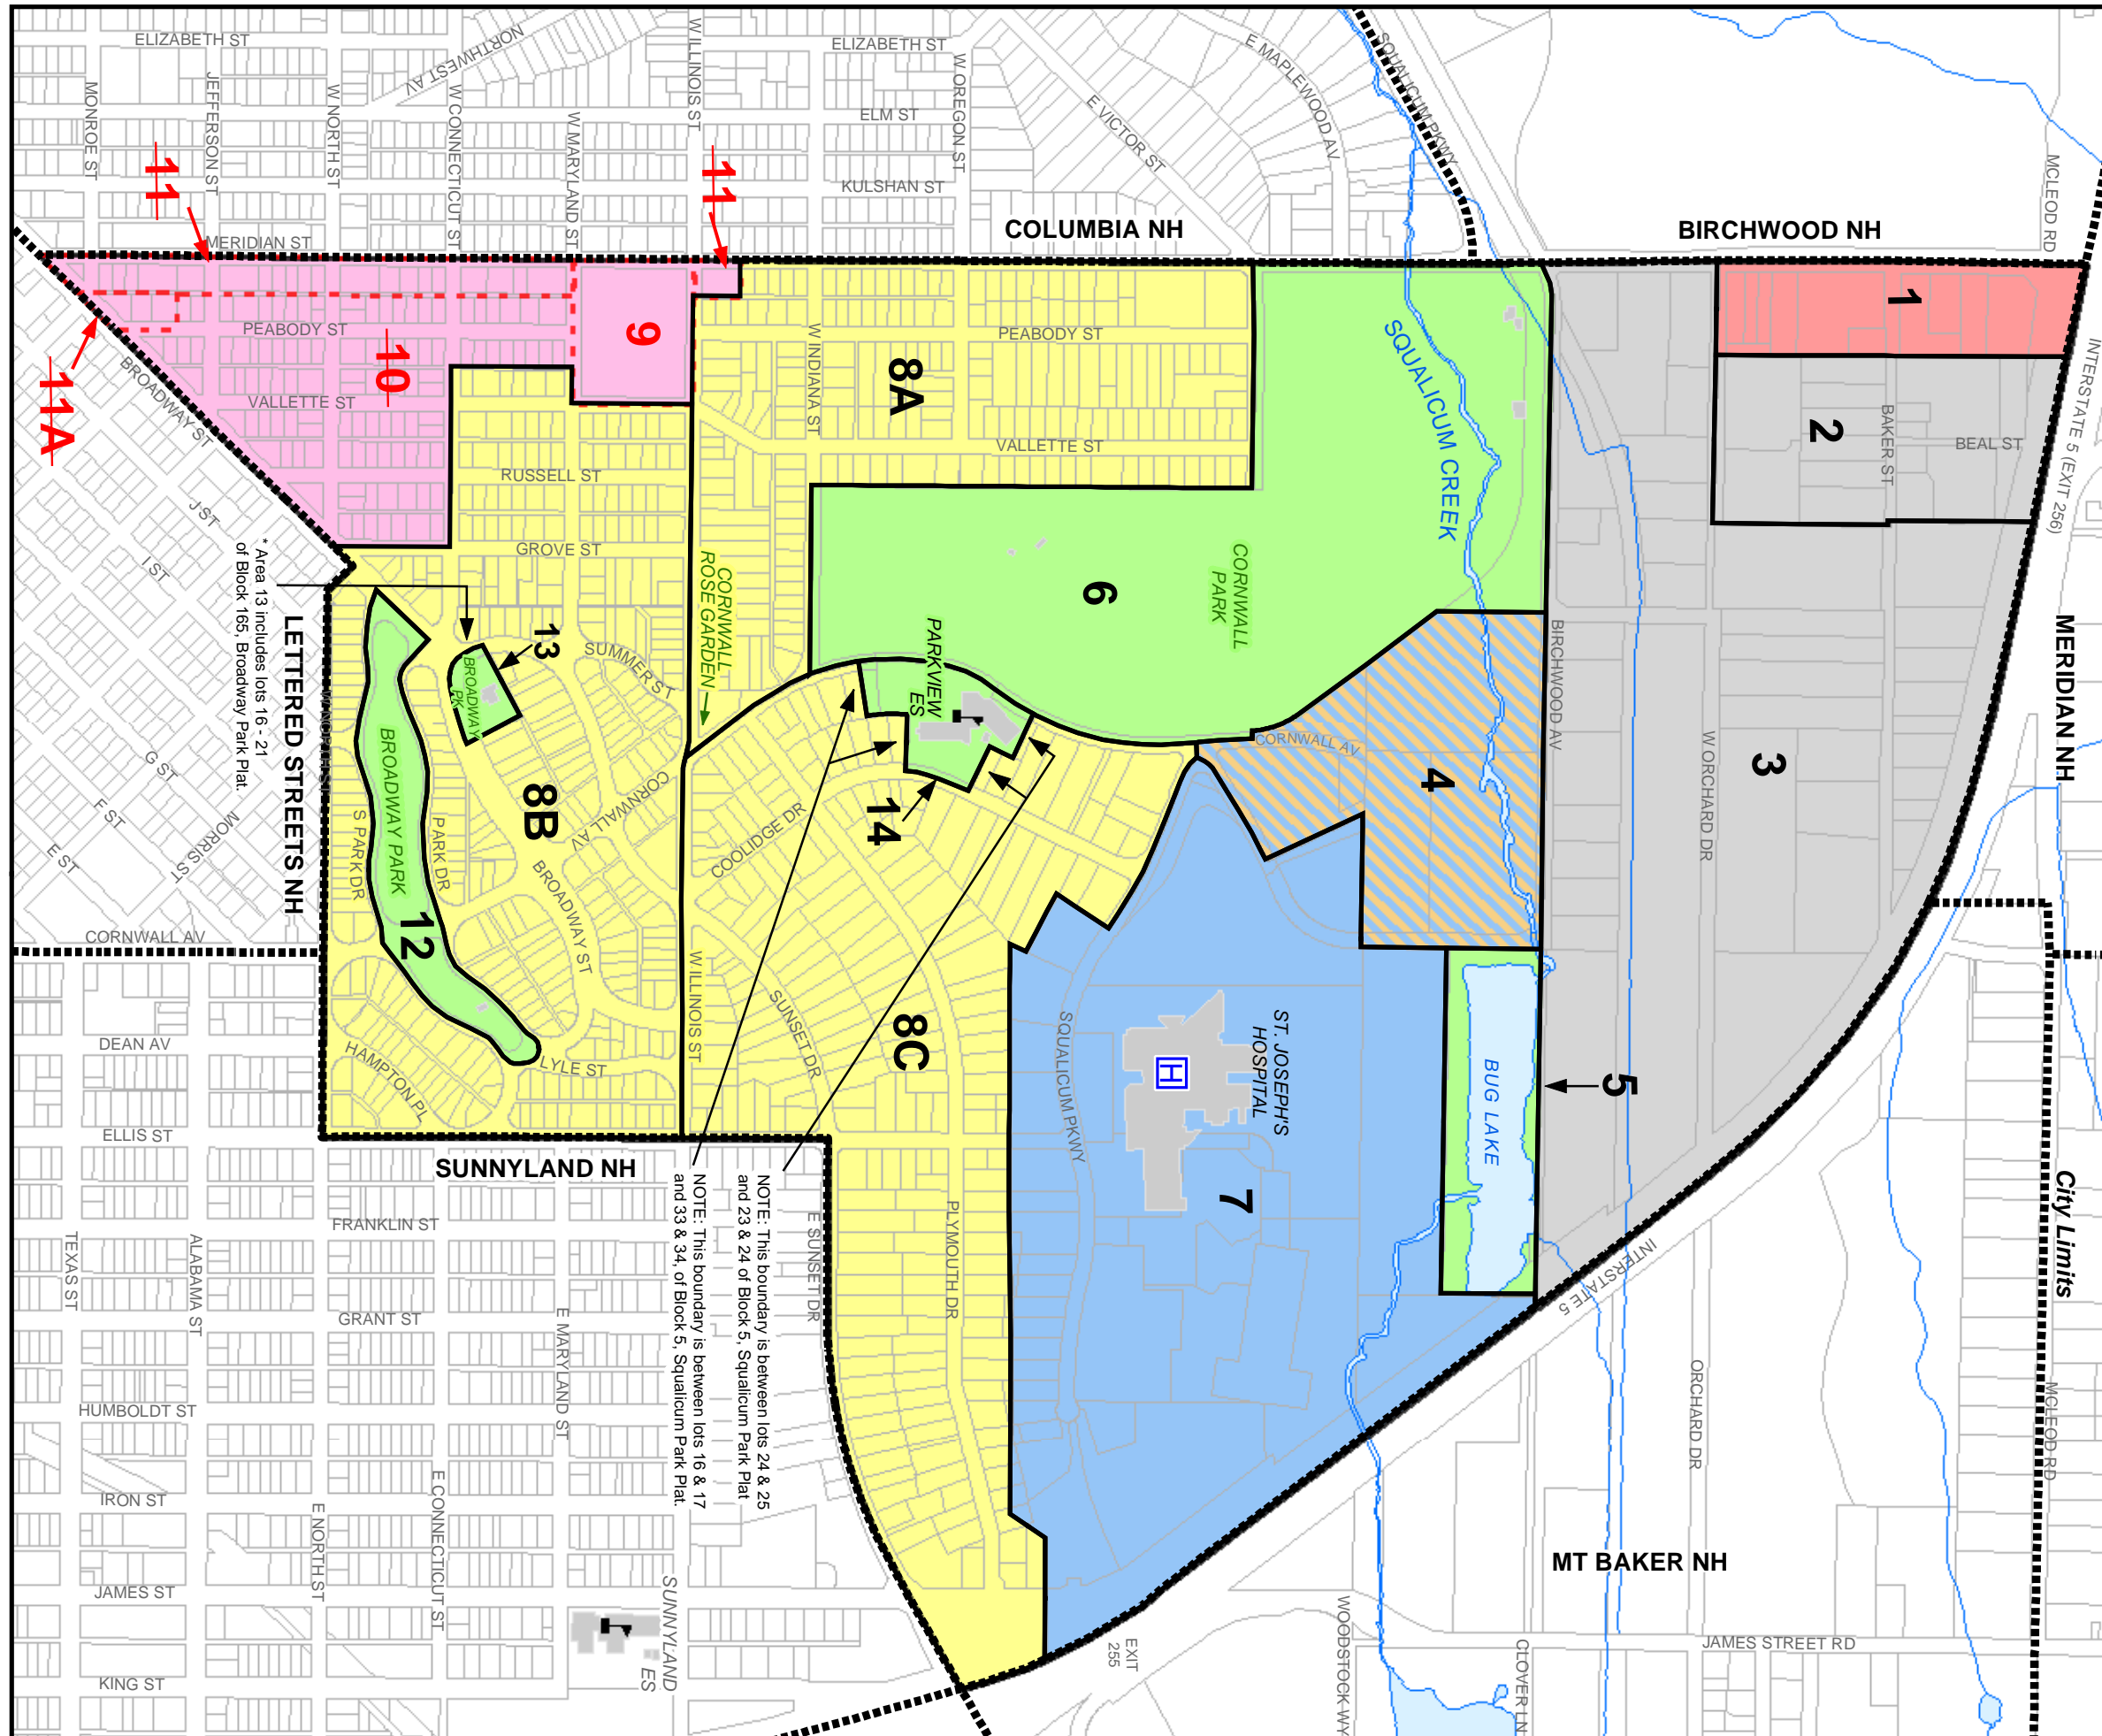 ELIZABETH ST
NORTHWEST AV
W ILLINOIS ST
ELIZABETH ST
W OREGON ST
E MAPLEWOOD AV
SQUALICUM PKWY
MONROE ST
JEFFERSON ST
W NORTH ST
W CONNECTICUT ST
W MARYLAND ST
ELM ST
E VICTOR ST
MCLEOD RD
KULSHAN ST
11
11
MERIDIAN ST
COLUMBIA NH
BIRCHWOOD NH
1
INTERSTATE 5 (EXIT 256)
PEABODY ST
9
10
11A
W INDIANA ST
8A
PEABODY ST
SQUALICUM CREEK
2
BAKER ST
BEAL ST
BROADWAY ST
VALLETTE ST
VALLETTE ST
RUSSELL ST
J ST
I ST
GROVE ST
* Area 13 includes lots 16 - 21
of Block 165, Broadway Park Plat.
CORNWALL
ROSE GARDEN
6
CORNWALL
PARK
13
SUMMER ST
PARKVIEW
ES
BIRCHWOOD AV
MERIDIAN NH
LETTERED STREETS NH
W NORTH ST
BROADWAY
PK
BROADWAY PARK
CORNWALL AV
4
W ORCHARD DR
3
G ST
F ST
E ST
MORRIS ST
S PARK DR
PARK DR
8B
CORNWALL AV
COOLIDGE DR
14
BROADWAY ST
12
CORNWALL AV
W ILLINOIS ST
SUNSET DR
8C
SQUALICUM PKWY
ST. JOSEPH'S
HOSPITAL
H
BUG LAKE
5
DEAN AV
HAMPTON PL
LYLE ST
ELLIS ST
SUNNYLAND NH
7
City Limits
NOTE: This boundary is between lots 24 & 25
and 23 & 24 of Block 5, Squalicum Park Plat
NOTE: This boundary is between lots 16 & 17
and 33 & 34, of Block 5, Squalicum Park Plat.
E SUNSET DR
PLYMOUTH DR
INTERSTATE 5
FRANKLIN ST
TEXAS ST
ALABAMA ST
GRANT ST
E MARYLAND ST
ORCHARD DR
MCLEOD RD
HUMBOLDT ST
IRON ST
E NORTH ST
E CONNECTICUT ST
MT BAKER NH
JAMES ST
SUNNYLAND
ES
EXIT
255
WOODSTOCK WY
CLOVER LN
JAMES STREET RD
KING ST